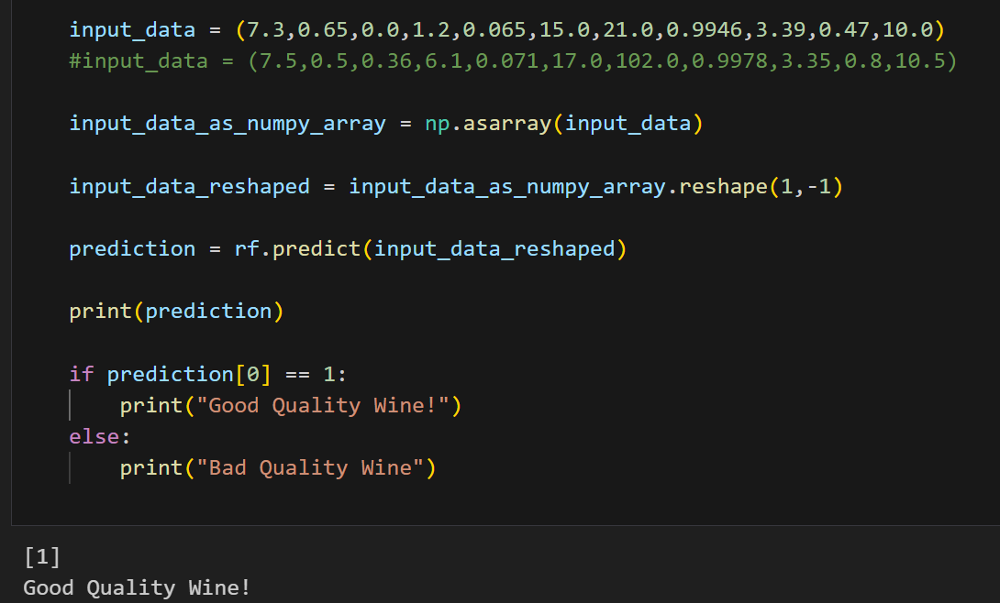 input_data = (7.3,0.65,0.0,1.2,0.065,15.0,21.0,0.9946,3.39,0.47,10.0)
#input_data = (7.5,0.5,0.36,6.1,0.071,17.0,102.0,0.9978,3.35,0.8,10.5)
input_data_as_numpy_array = np.asarray(input_data)
input_data_reshaped = input_data_as_numpy_array.reshape(1,-1)
prediction = rf.predict(input_data_reshaped)
print(prediction)
if prediction[0] == 1:
    print("Good Quality Wine!")
else:
    print("Bad Quality Wine")
[1]
Good Quality Wine!